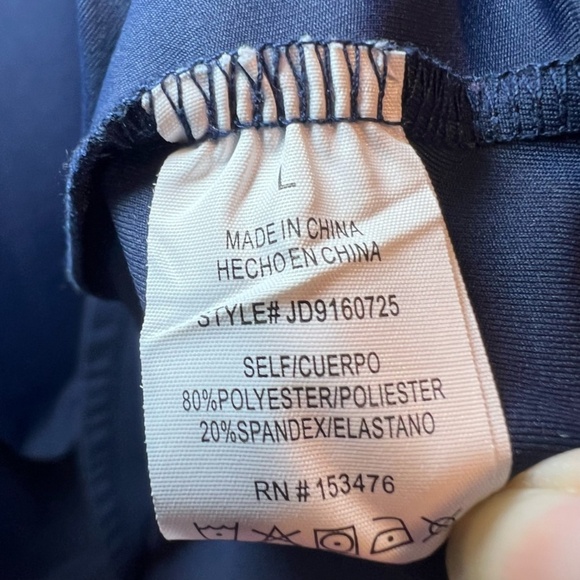 L
MADE IN CHINA
HECHO EN CHINA
STYLE# JD9160725
SELF/CUERPO
80%POLYESTER/POLIESTER
20%SPANDEX/ELASTANO
RN # 153476